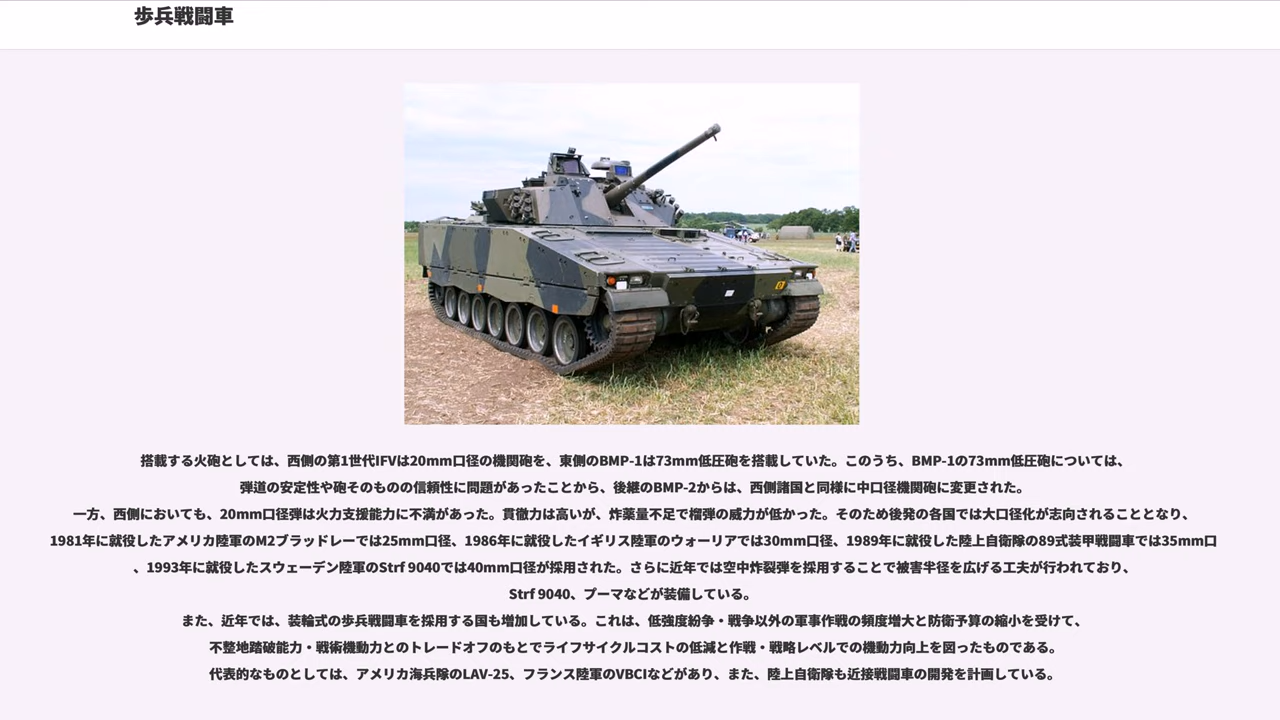 歩兵戦闘車
搭載する火砲としては、西側の第1世代IFVは20mm口径の機関砲を、東側のBMP-1は73mm低圧砲を搭載していた。このうち、BMP-1の73mm低圧砲については、
弾道の安定性や砲そのものの信頼性に問題があったことから、後継のBMP-2からは、西側諸国と同様に中口径機関砲に変更された。
一方、西側においても、20mm口径弾は火力支援能力に不満があった。貫徹力は高いが、炸薬量不足で榴弾の威力が低かった。そのため後発の各国では大口径化が志向されることとなり、
1981年に就役したアメリカ陸軍のM2ブラッドレーでは25mm口径、1986年に就役したイギリス陸軍のウォーリアでは30mm口径、1989年に就役した陸上自衛隊の89式装甲戦闘車では35mm口
、1993年に就役したスウェーデン陸軍のStrf 9040では40mm口径が採用された。さらに近年では空中炸裂弾を採用することで被害半径を広げる工夫が行われており、
Strf 9040、プーマなどが装備している。
また、近年では、装輪式の歩兵戦闘車を採用する国も増加している。これは、低強度紛争・戦争以外の軍事作戦の頻度増大と防衛予算の縮小を受けて、
不整地踏破能力・戦術機動力とのトレードオフのもとでライフサイクルコストの低減と作戦・戦略レベルでの機動力向上を図ったものである。
代表的なものとしては、アメリカ海兵隊のLAV-25、フランス陸軍のVBCIなどがあり、また、陸上自衛隊も近接戦闘車の開発を計画している。